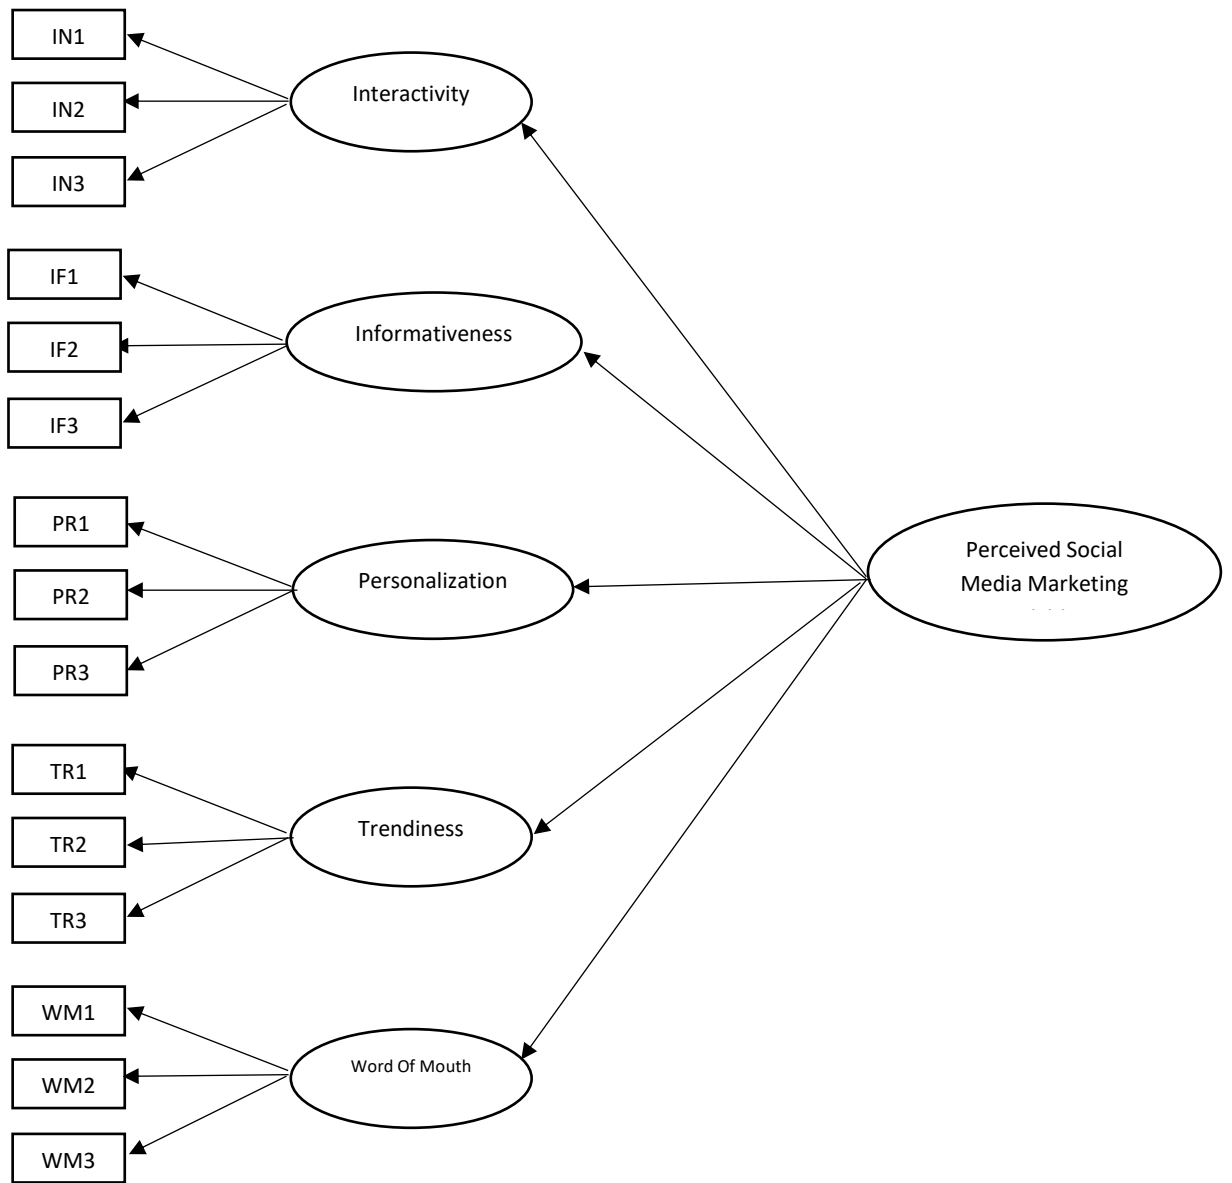 IN1
IN2
IN3
Interactivity
IF1
IF2
IF3
Informativeness
PR1
PR2
PR3
Personalization
TR1
TR2
TR3
Trendiness
WM1
WM2
WM3
Word Of Mouth
Perceived Social
Media Marketing